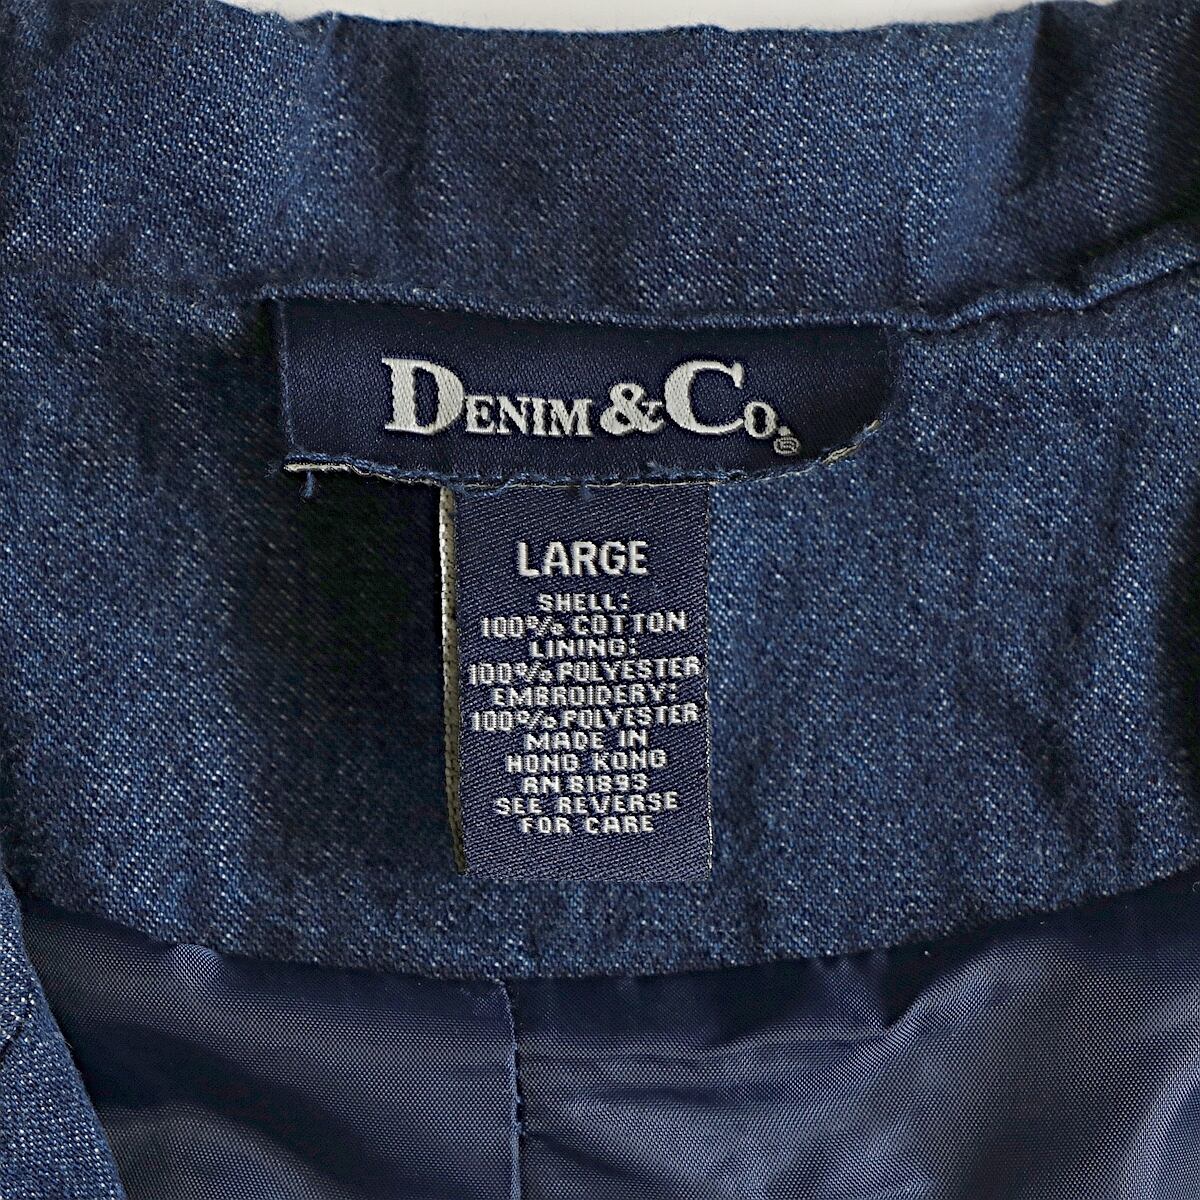 DENIM & CO.®
LARGE
SHELL:
100% COTTON
LINING:
100% POLYESTER
EMBROIDERY:
100% POLYESTER
MADE IN
HONG KONG
RN 81893
SEE REVERSE
FOR CARE